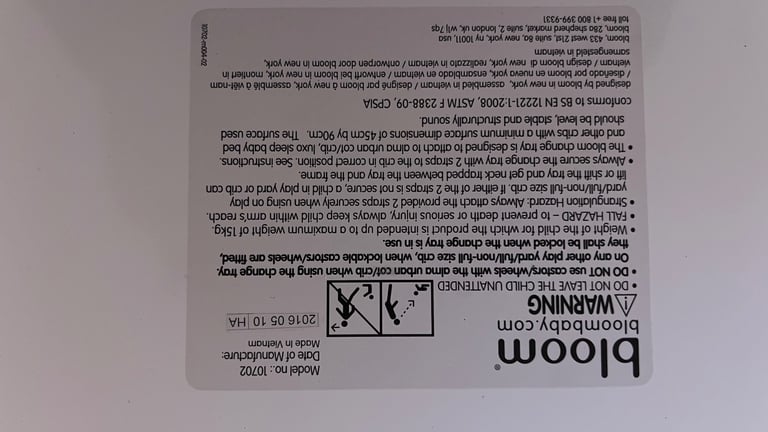 bloom®
bloombaby.com
Model no.: 10702
Date of Manufacture:
Made in Vietnam
2016 05 10 HA
⚠WARNING
• DO NOT LEAVE THE CHILD UNATTENDED
• DO NOT use castors/wheels with the alma urban cot/crib when using the change tray.
On any other play yard/full/non-full size crib, when lockable castors/wheels are fitted,
they shall be locked when the change tray is in use.
• Weight of the child for which the product is intended up to a maximum weight of 15kg.
• FALL HAZARD – to prevent death or serious injury, always keep child within arm's reach.
• Strangulation Hazard: Always attach the provided 2 straps securely when using on play
yard/full/non-full size crib. If either of the 2 straps is not secure, a child in play yard or crib can
lift or shift the tray and get neck trapped between the tray and the frame.
• Always secure the change tray with 2 straps to the crib in correct position. See instructions.
• The bloom change tray is designed to attach to alma urban cot/crib, luxo sleep baby bed
and other cribs with a minimum surface dimensions of 45cm by 90cm. The surface used
should be level, stable and structurally sound.
conforms to BS EN 12221-1:2008, ASTM F 2388-09, CPSIA
designed by bloom in new york, assembled in vietnam / designé par bloom à new york, assemblé à viêt-nam
/ diseñado por bloom en nueva york, ensamblado en vietnam / entworfi bei bloom in new york, montiert in
vietnam / design bloom di new york, realizzato in vietnam / ontworpen door bloom in new york,
samengesteld in vietnam
bloom, 433 west 21st, suite 8a, new york, ny 10011, usa
bloom, 28a shepherd market, suite 2, london uk, w1j 7qs
toll free +1 800 399-9331
10702-m004-02